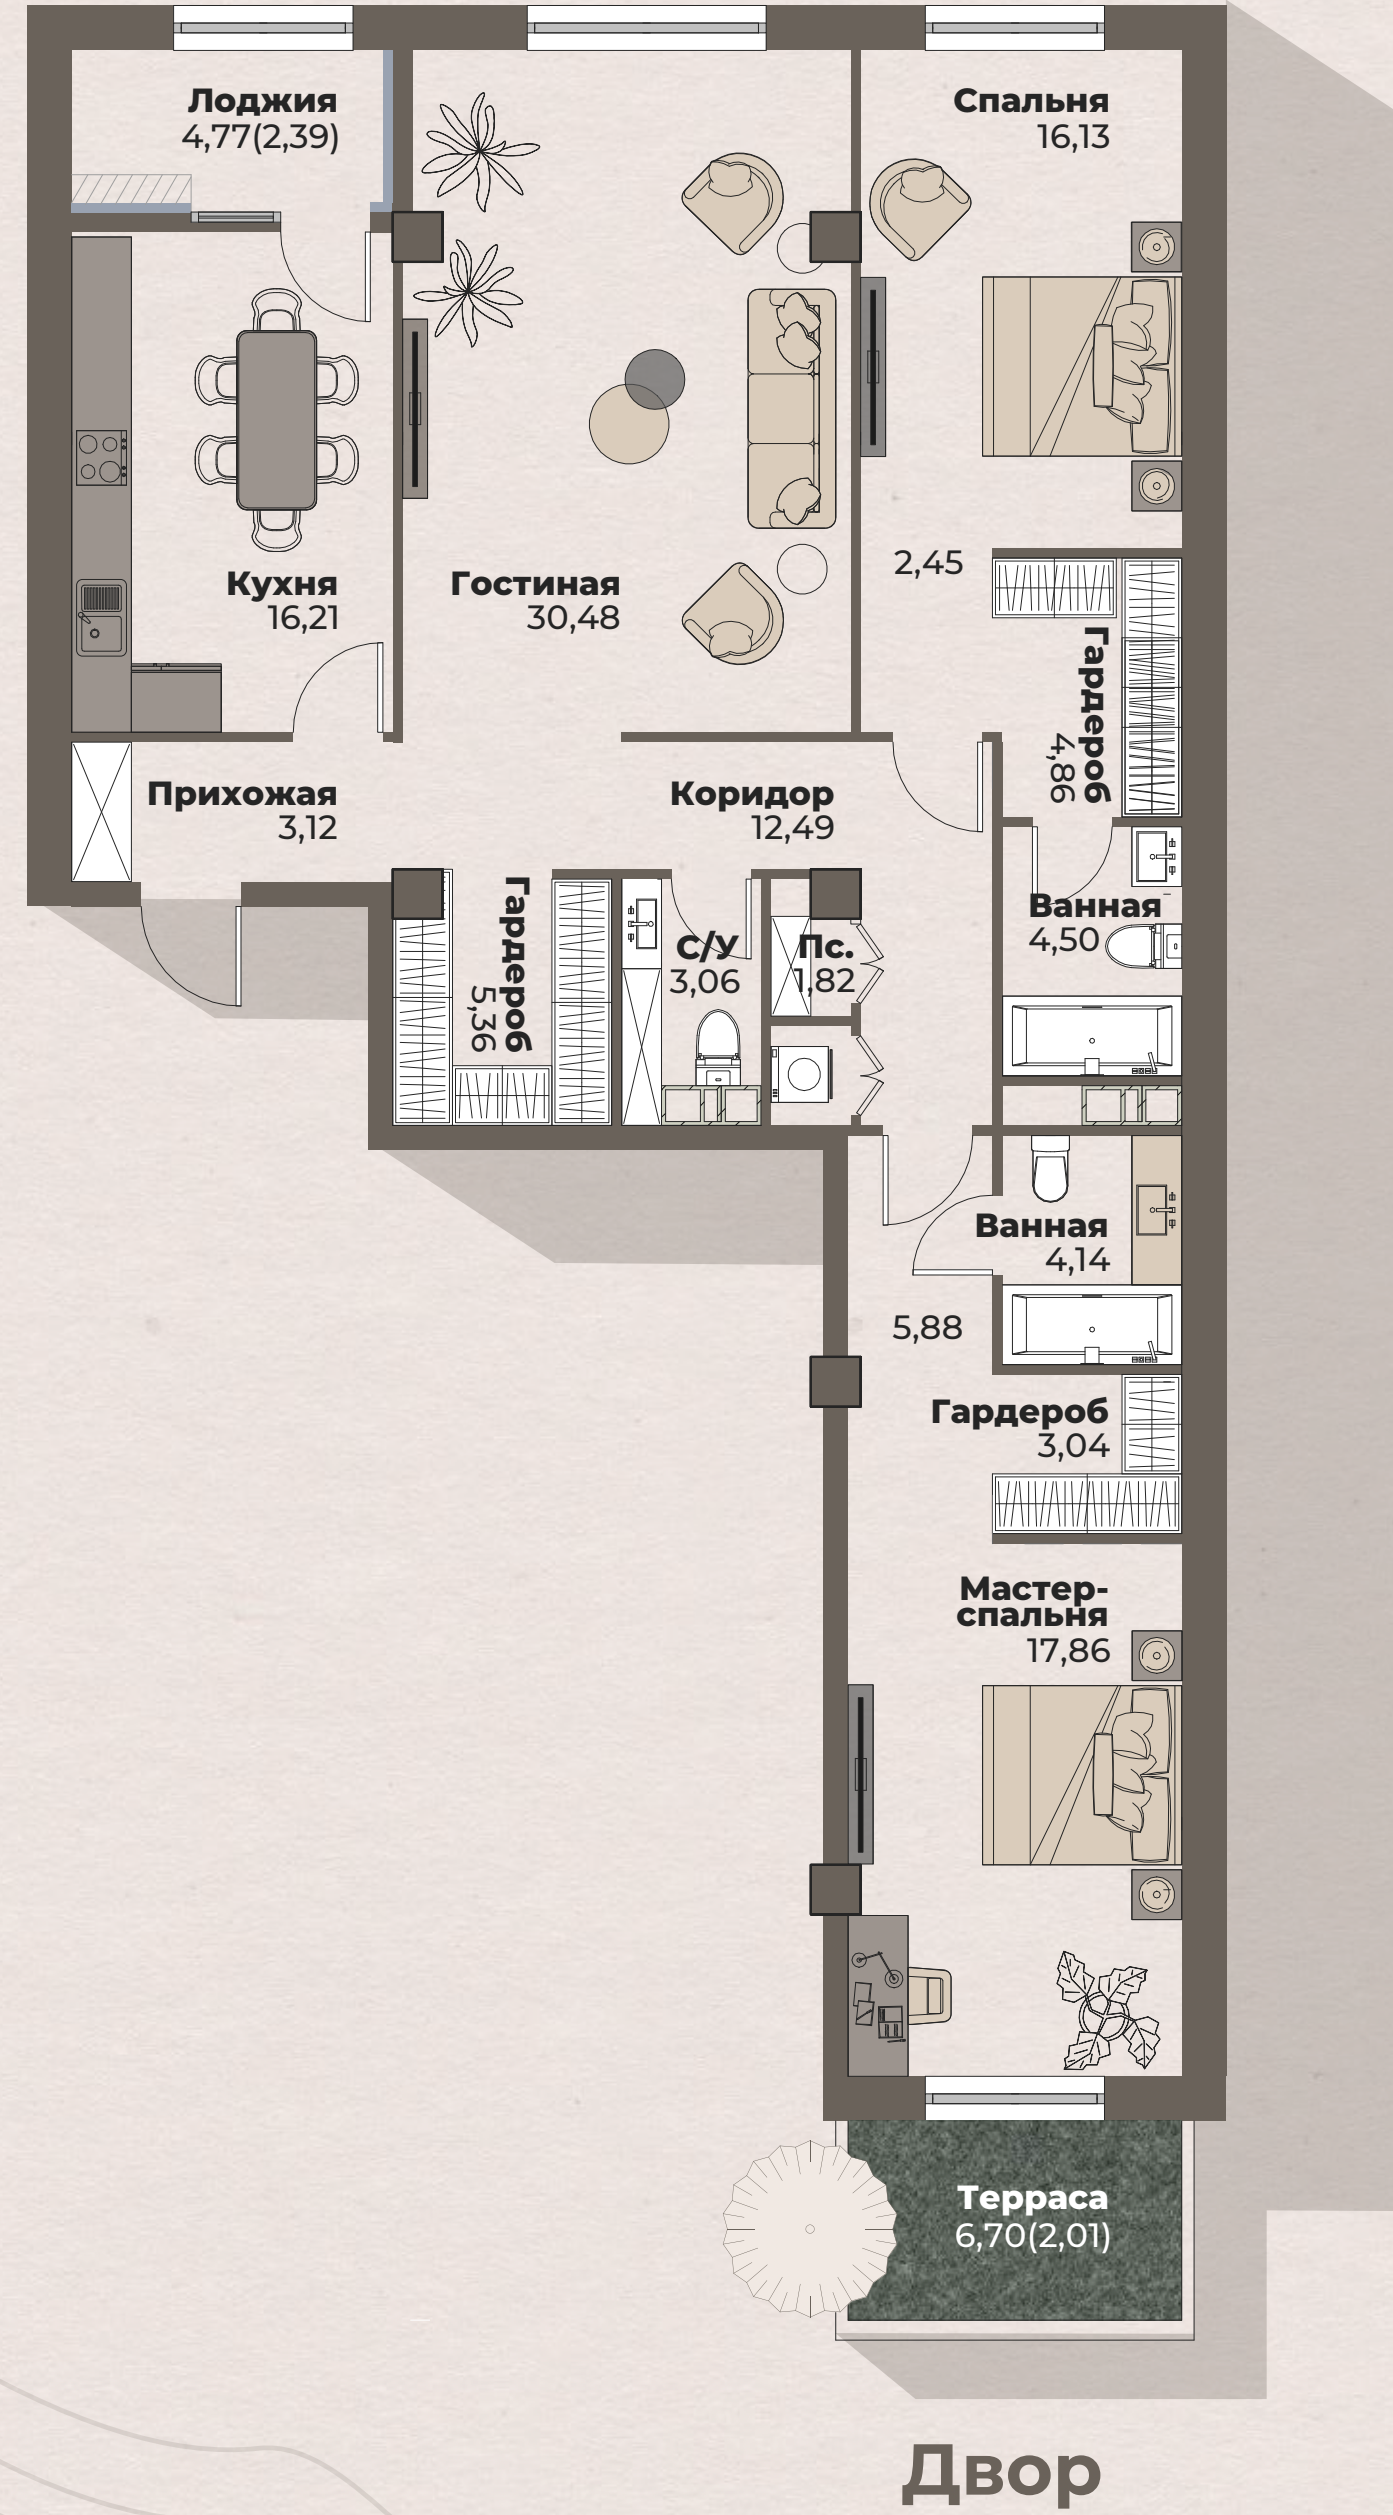 Лоджия
4,77(2,39)
Спальня
16,13
Кухня
16,21
Гостиная
30,48
2,45
Гардероб
4,86
Прихожая
3,12
Коридор
12,49
Гардероб
5,36
С/У
3,06
Пс.
1,82
Ванная
4,50
Ванная
4,14
5,88
Гардероб
3,04
Мастер-
спальня
17,86
Терраса
6,70(2,01)
Двор